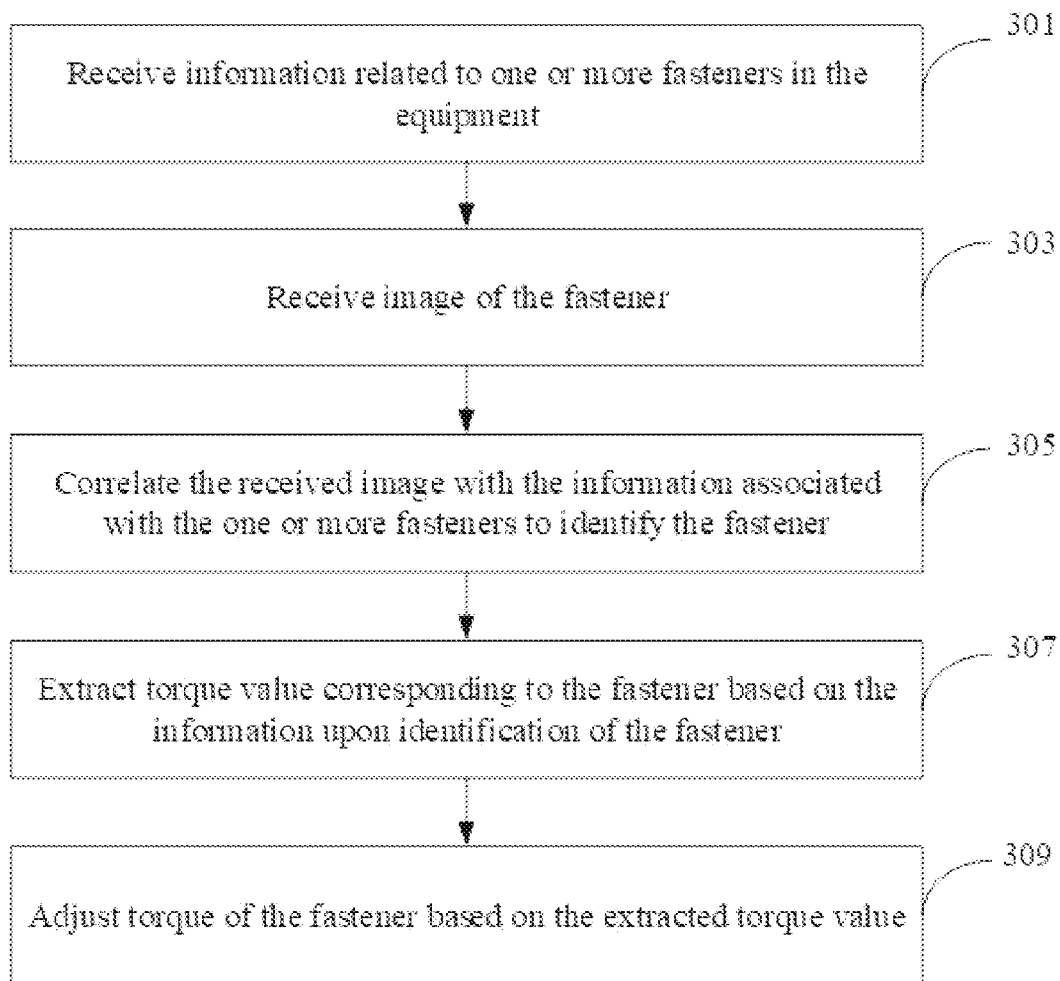 301
Receive information related to one or more fasteners in the
equipment
303
Receive image of the fastener
305
Correlate the received image with the information associated
with the one or more fasteners to identify the fastener
307
Extract torque value corresponding to the fastener based on the
information upon identification of the fastener
309
Adjust torque of the fastener based on the extracted torque value